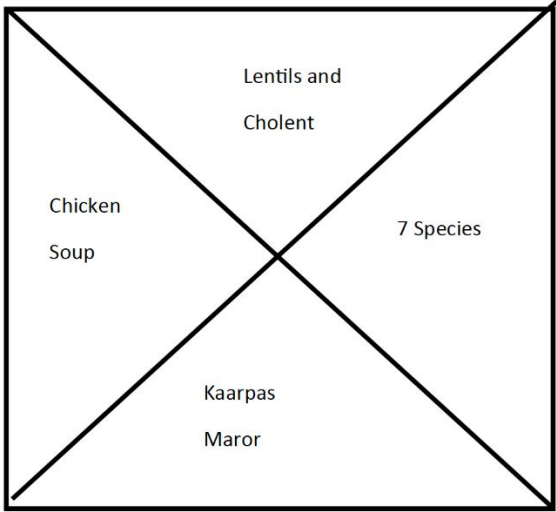 Lentils and
Cholent
Chicken
Soup
7 Species
Kaarpas
Maror